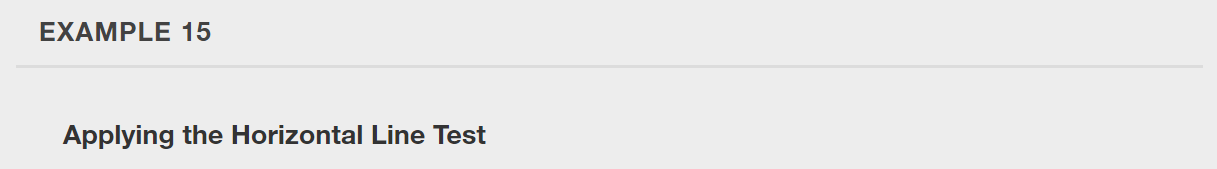 EXAMPLE 15
Applying the Horizontal Line Test